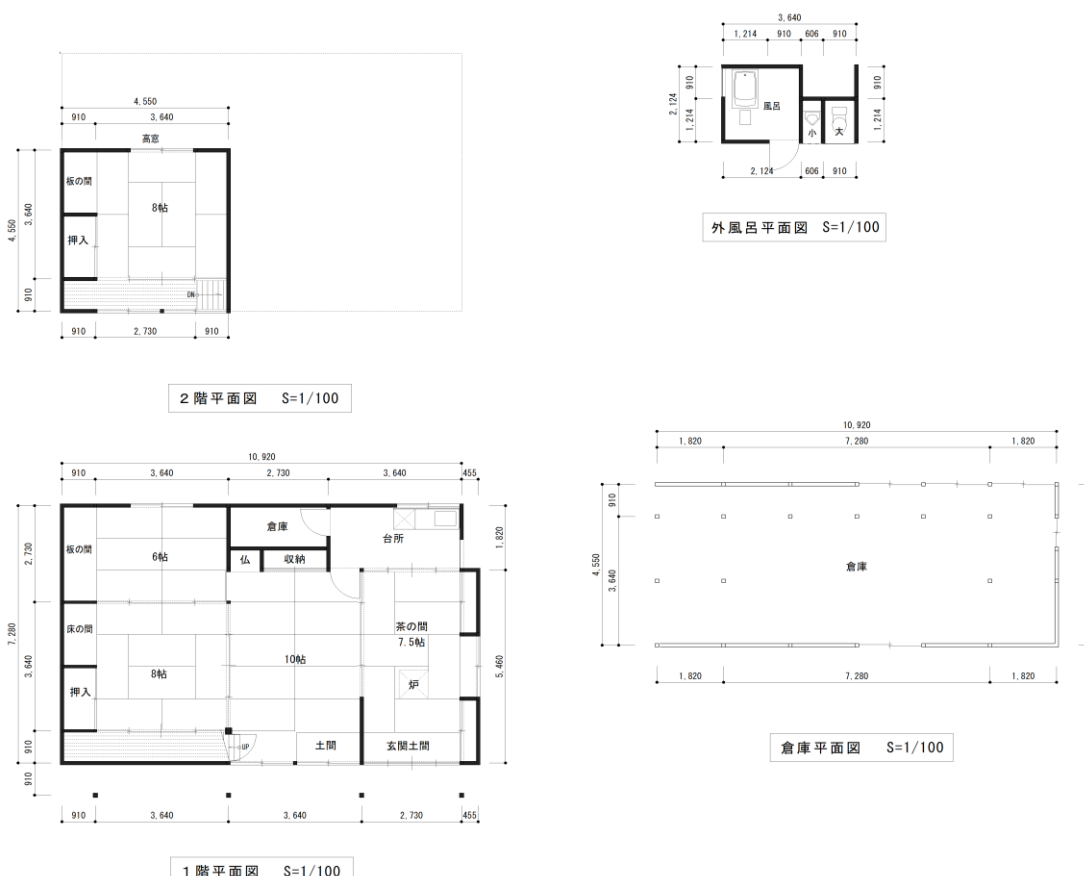 4,550
910
3,640
高窓
板の間
8帖
押入
DN
4,550
3,640
910
910
2,730
910
2階平面図 S=1/100
3,640
1,214
910
606
910
2,124
910
1,214
910
1,214
風呂
小
大
2,124
606
910
外風呂平面図 S=1/100
10,920
910
3,640
2,730
3,640
455
倉庫
台所
板の間
6帖
仏
収納
床の間
茶の間
7.5帖
8帖
10帖
炉
押入
UP
土間
玄関土間
7,280
2,730
3,640
910
910
1,820
5,460
910
3,640
3,640
2,730
455
1階平面図 S=1/100
10,920
1,820
7,280
1,820
4,550
910
3,640
倉庫
1,820
7,280
1,820
倉庫平面図 S=1/100